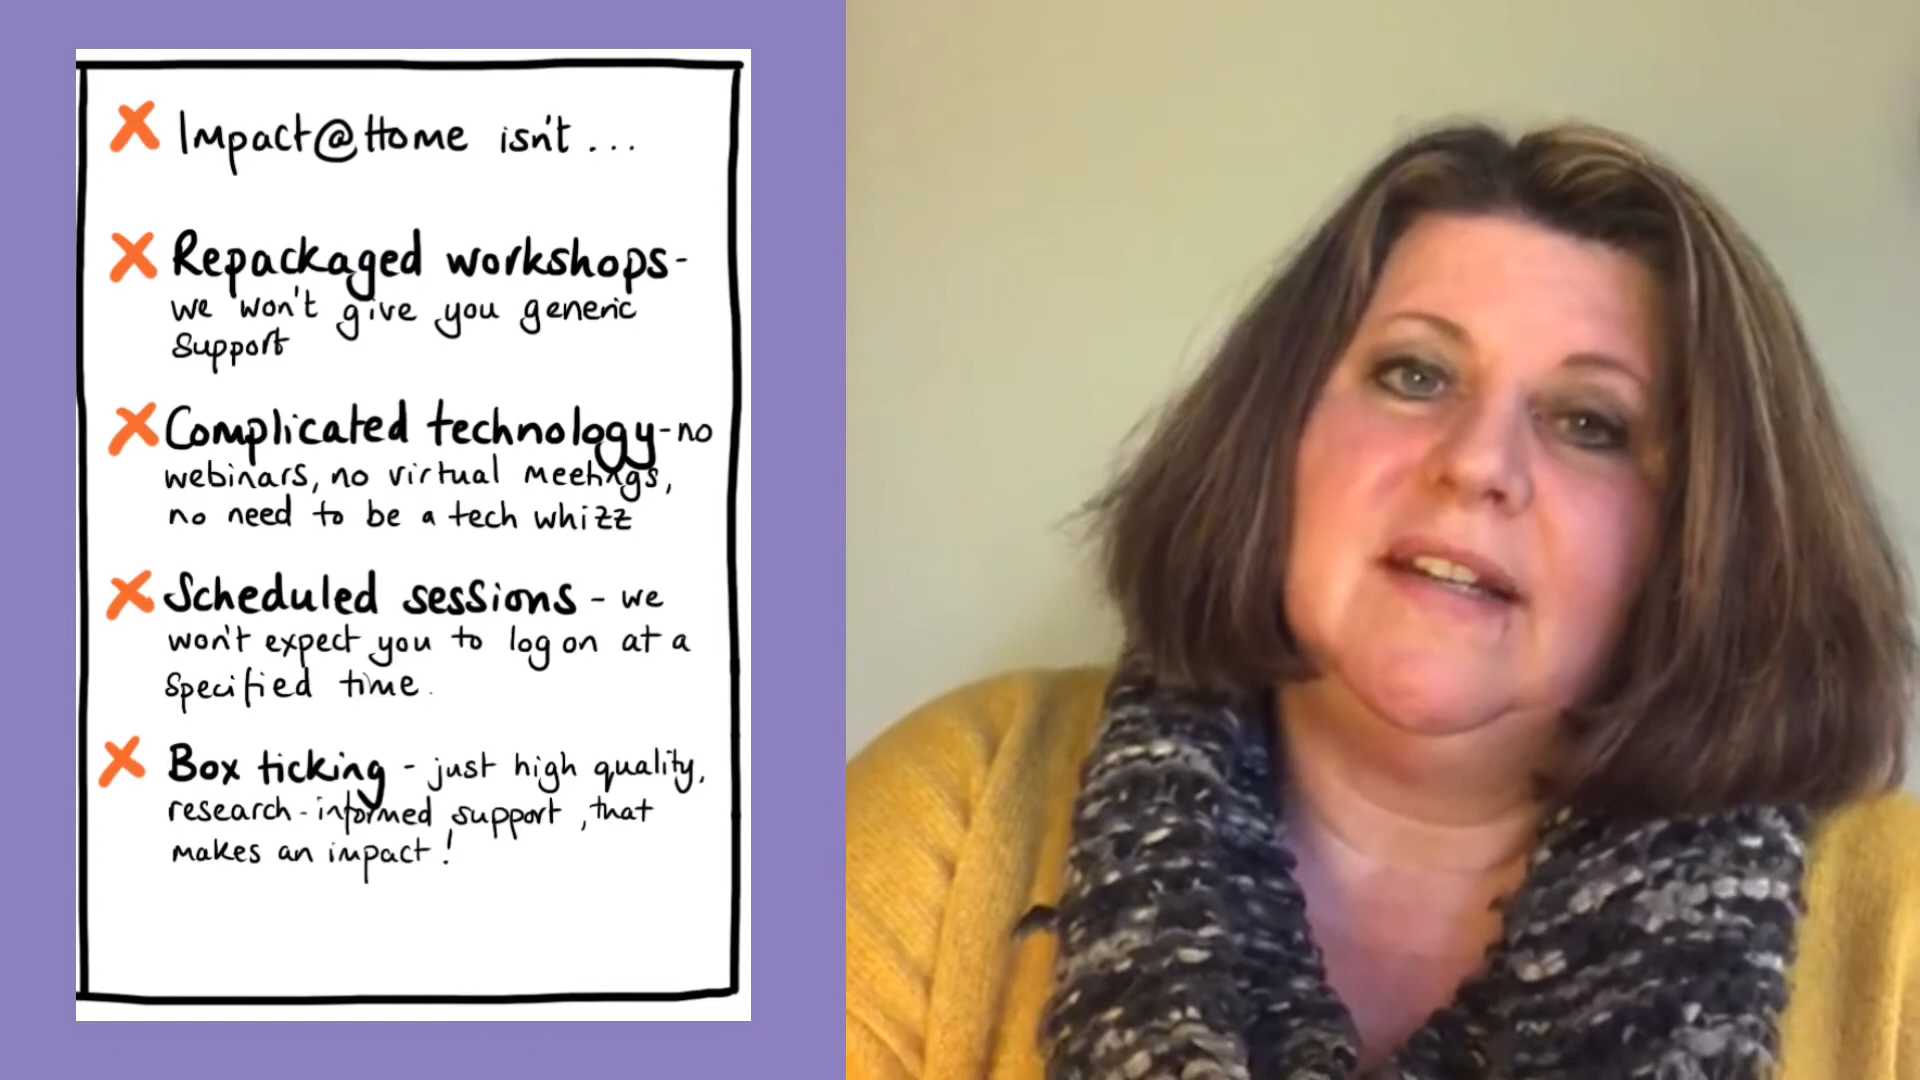 Impact@Home isn't ...
Repackaged workshops-
we won't give you generic
support
Complicated technology-no
webinars, no virtual meetings,
no need to be a tech whizz
Scheduled sessions - we
won't expect you to log on at a
specified time.
Box ticking - just high quality,
research-informed support, that
makes an impact!